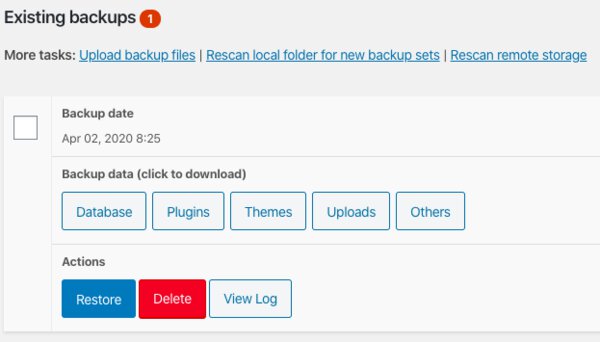 Existing backups 1
More tasks: Upload backup files | Rescan local folder for new backup sets | Rescan remote storage
Backup date
Apr 02, 2020 8:25
Backup data (click to download)
Database Plugins Themes Uploads Others
Actions
Restore Delete View Log